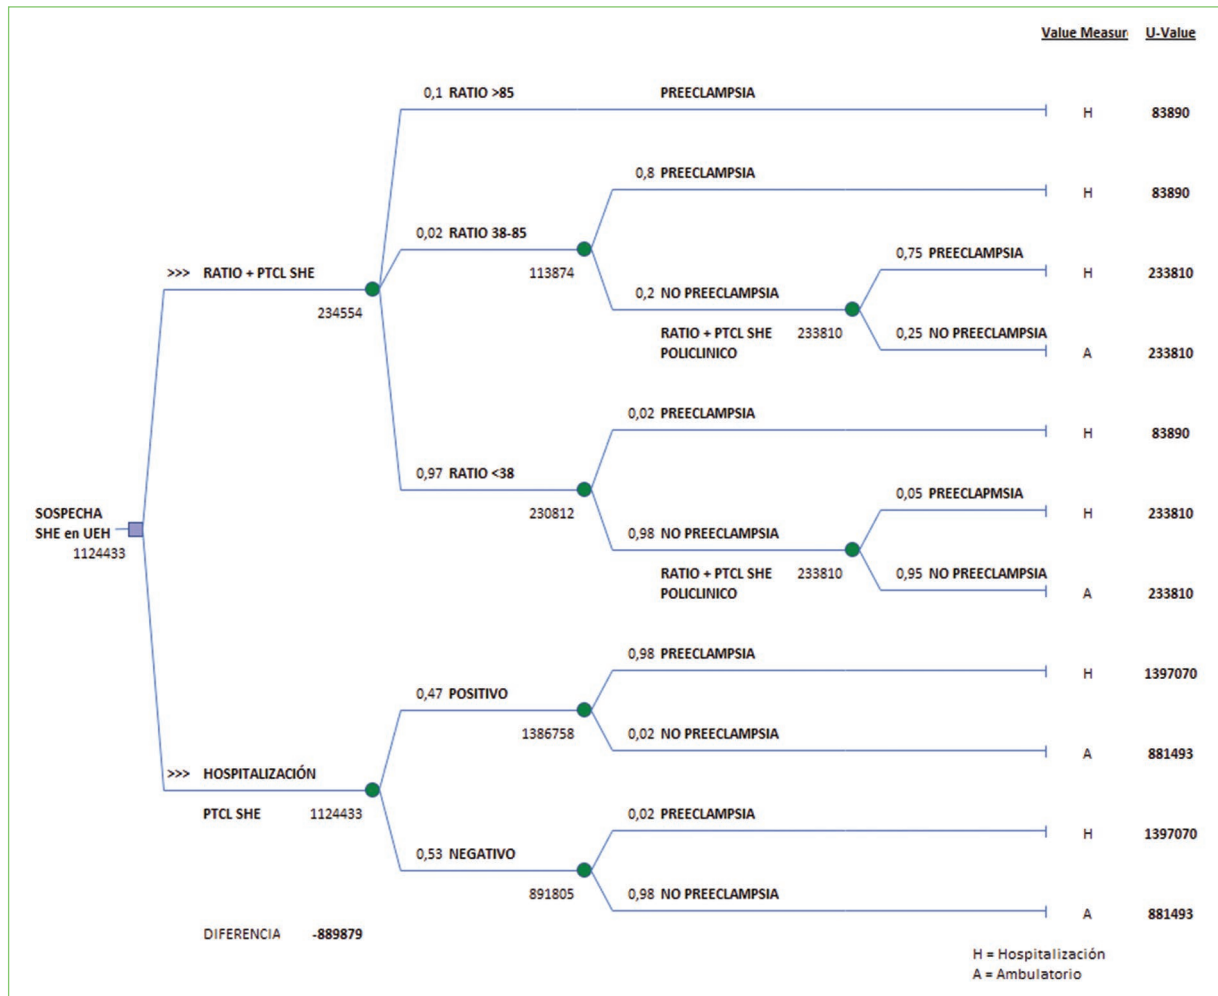 Value Measur U-Value
0,1 RATIO >85 PREECLAMPSIA H 83890
0,8 PREECLAMPSIA H 83890
0,02 RATIO 38-85
113874
>>> RATIO + PTCL SHE
234554
0,75 PREECLAMPSIA H 233810
0,2 NO PREECLAMPSIA
RATIO + PTCL SHE 233810
POLICLINICO
0,25 NO PREECLAMPSIA A 233810
0,02 PREECLAMPSIA H 83890
0,97 RATIO <38
230812
0,05 PREECLAPMSIA H 233810
0,98 NO PREECLAMPSIA
RATIO + PTCL SHE 233810
POLICLINICO
0,95 NO PREECLAMPSIA A 233810
SOSPECHA
SHE en UEH
1124433
0,98 PREECLAMPSIA H 1397070
0,47 POSITIVO
1386758
0,02 NO PREECLAMPSIA A 881493
>>> HOSPITALIZACIÓN
PTCL SHE 1124433
0,02 PREECLAMPSIA H 1397070
0,53 NEGATIVO
891805
0,98 NO PREECLAMPSIA A 881493
DIFERENCIA -889879
H = Hospitalización
A = Ambulatorio